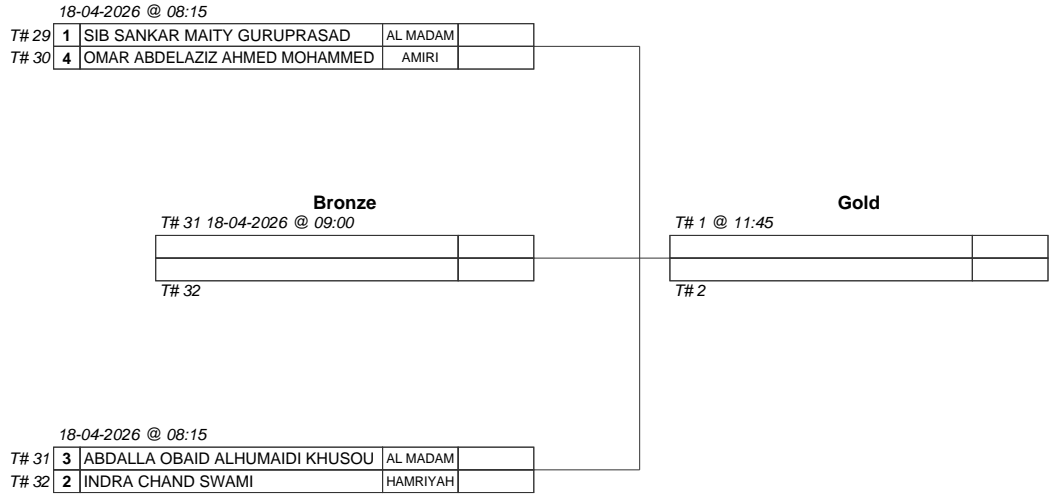 18-04-2026 @ 08:15
T# 29 1 SIB SANKAR MAITY GURUPRASAD AL MADAM
T# 30 4 OMAR ABDELAZIZ AHMED MOHAMMED AMIRI
Bronze Gold
T# 31 18-04-2026 @ 09:00 T# 1 @ 11:45
T# 32 T# 2
18-04-2026 @ 08:15
T# 31 3 ABDALLA OBAID ALHUMAIDI KHUSOU AL MADAM
T# 32 2 INDRA CHAND SWAMI HAMRIYAH